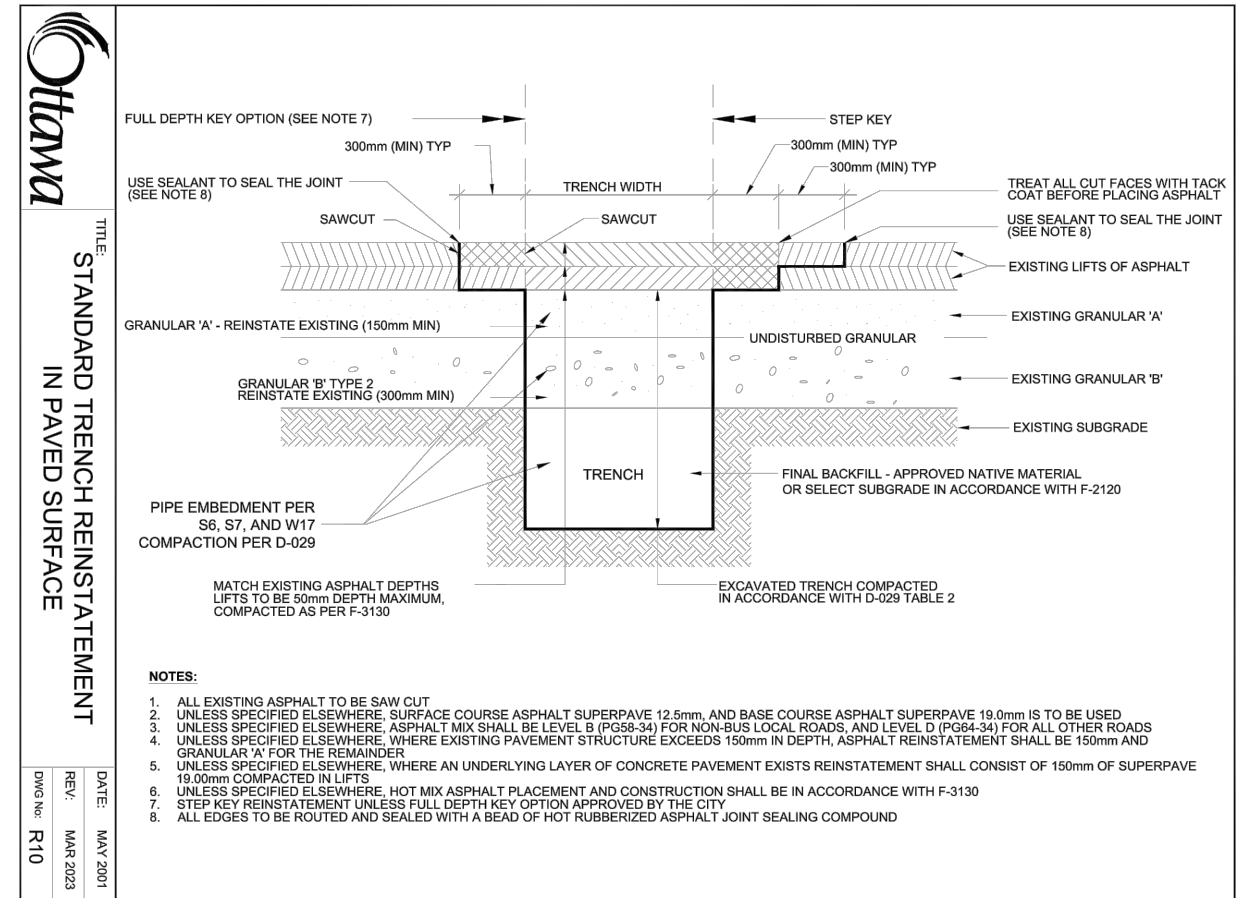 Ottawa
TITLE:
STANDARD TRENCH REINSTATEMENT
IN PAVED SURFACE
DATE: MAY 2001
REV: MAR 2023
DWG No: R10
FULL DEPTH KEY OPTION (SEE NOTE 7)
STEP KEY
300mm (MIN) TYP
300mm (MIN) TYP
300mm (MIN) TYP
USE SEALANT TO SEAL THE JOINT
(SEE NOTE 8)
TRENCH WIDTH
TREAT ALL CUT FACES WITH TACK
COAT BEFORE PLACING ASPHALT
SAWCUT
SAWCUT
USE SEALANT TO SEAL THE JOINT
(SEE NOTE 8)
EXISTING LIFTS OF ASPHALT
GRANULAR 'A' - REINSTATE EXISTING (150mm MIN)
EXISTING GRANULAR 'A'
UNDISTURBED GRANULAR
GRANULAR 'B' TYPE 2
REINSTATE EXISTING (300mm MIN)
EXISTING GRANULAR 'B'
EXISTING SUBGRADE
TRENCH
FINAL BACKFILL - APPROVED NATIVE MATERIAL
OR SELECT SUBGRADE IN ACCORDANCE WITH F-2120
PIPE EMBEDMENT PER
S6, S7, AND W17
COMPACTION PER D-029
MATCH EXISTING ASPHALT DEPTHS
LIFTS TO BE 50mm DEPTH MAXIMUM,
COMPACTED AS PER F-3130
EXCAVATED TRENCH COMPACTED
IN ACCORDANCE WITH D-029 TABLE 2
NOTES:
1. ALL EXISTING ASPHALT TO BE SAW CUT
2. UNLESS SPECIFIED ELSEWHERE, SURFACE COURSE ASPHALT SUPERPAVE 12.5mm, AND BASE COURSE ASPHALT SUPERPAVE 19.0mm IS TO BE USED
3. UNLESS SPECIFIED ELSEWHERE, ASPHALT MIX SHALL BE LEVEL B (PG58-34) FOR NON-BUS LOCAL ROADS, AND LEVEL D (PG64-34) FOR ALL OTHER ROADS
4. UNLESS SPECIFIED ELSEWHERE, WHERE EXISTING PAVEMENT STRUCTURE EXCEEDS 150mm IN DEPTH, ASPHALT REINSTATEMENT SHALL BE 150mm AND
GRANULAR 'A' FOR THE REMAINDER
5. UNLESS SPECIFIED ELSEWHERE, WHERE AN UNDERLYING LAYER OF CONCRETE PAVEMENT EXISTS REINSTATEMENT SHALL CONSIST OF 150mm OF SUPERPAVE
19.00mm COMPACTED IN LIFTS
6. UNLESS SPECIFIED ELSEWHERE, HOT MIX ASPHALT PLACEMENT AND CONSTRUCTION SHALL BE IN ACCORDANCE WITH F-3130
7. STEP KEY REINSTATEMENT UNLESS FULL DEPTH KEY OPTION APPROVED BY THE CITY
8. ALL EDGES TO BE ROUTED AND SEALED WITH A BEAD OF HOT RUBBERIZED ASPHALT JOINT SEALING COMPOUND